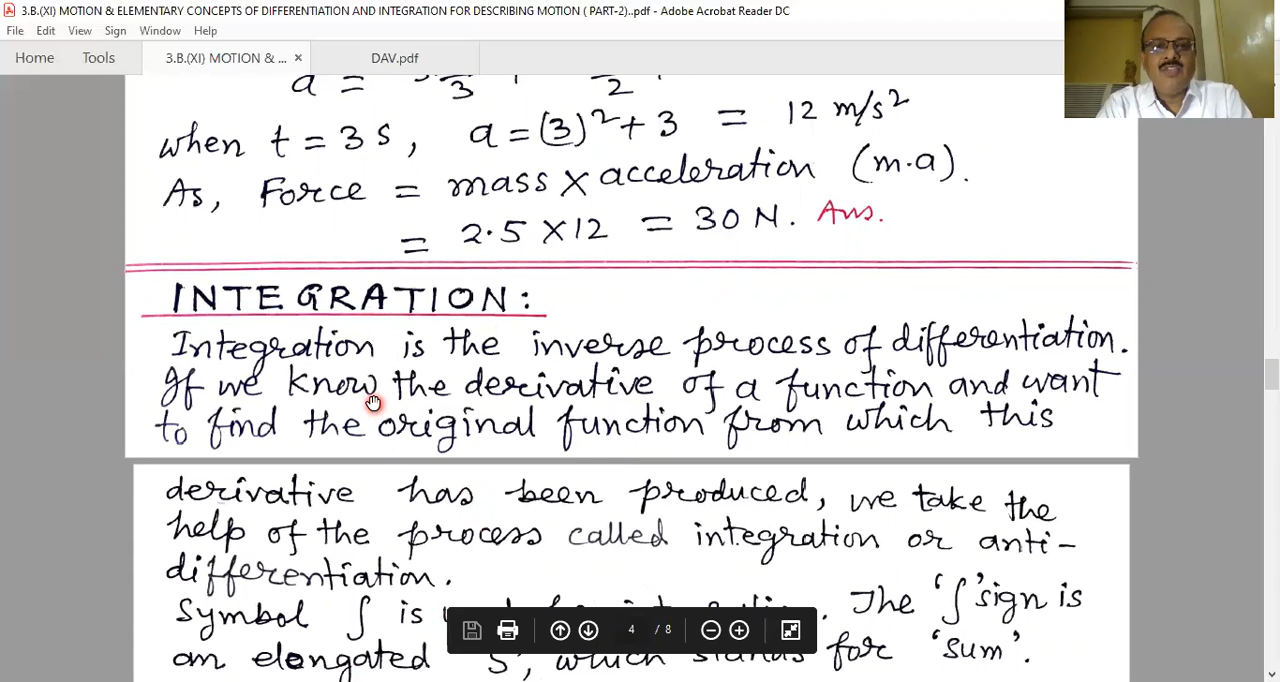 3.B.(XI) MOTION & ELEMENTARY CONCEPTS OF DIFFERENTIATION AND INTEGRATION FOR DESCRIBING MOTION ( PART-2)..pdf - Adobe Acrobat Reader DC
File Edit View Sign Window Help
Home Tools 3.B.(XI) MOTION & ... × DAV.pdf
a = 3 2
when t = 3 s, a = (3)² + 3 = 12 m/s²
As, Force = mass × acceleration (m.a).
= 2.5 × 12 = 30 N. Ans.
INTEGRATION:
Integration is the inverse process of differentiation.
If we know the derivative of a function and want
to find the original function from which this
derivative has been produced, we take the
help of the process called integration or anti-
differentiation.
Symbol ∫ is The '∫' sign is
an elongated 'S', which stands for 'sum'.
4 / 8